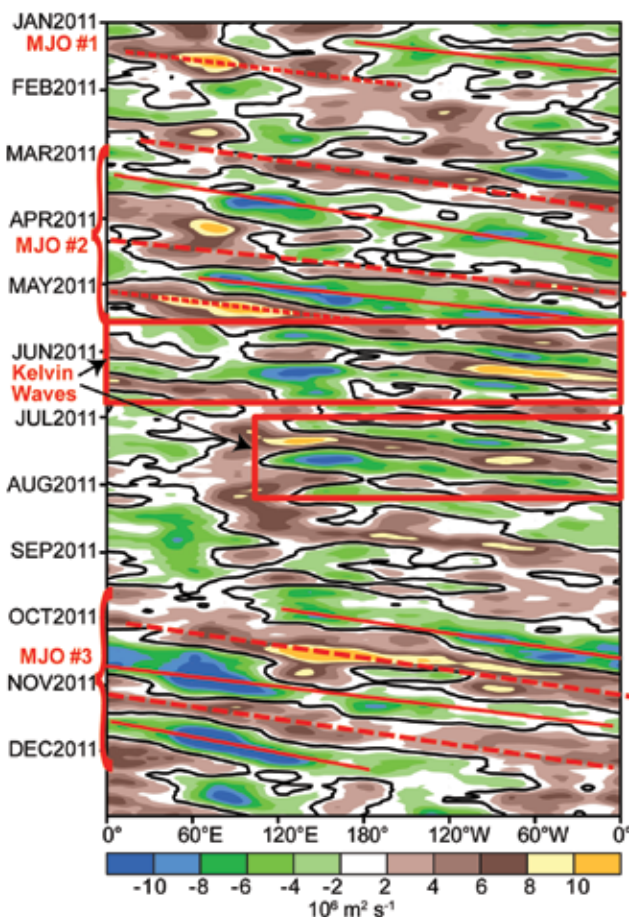 JAN2011
MJO #1
FEB2011
MAR2011
APR2011
MJO #2
MAY2011
JUN2011
Kelvin
Waves
JUL2011
AUG2011
SEP2011
OCT2011
MJO #3
NOV2011
DEC2011
0° 60°E 120°E 180° 120°W 60°W 0°
-10 -8 -6 -4 -2 2 4 6 8 10
10⁶ m² s⁻¹